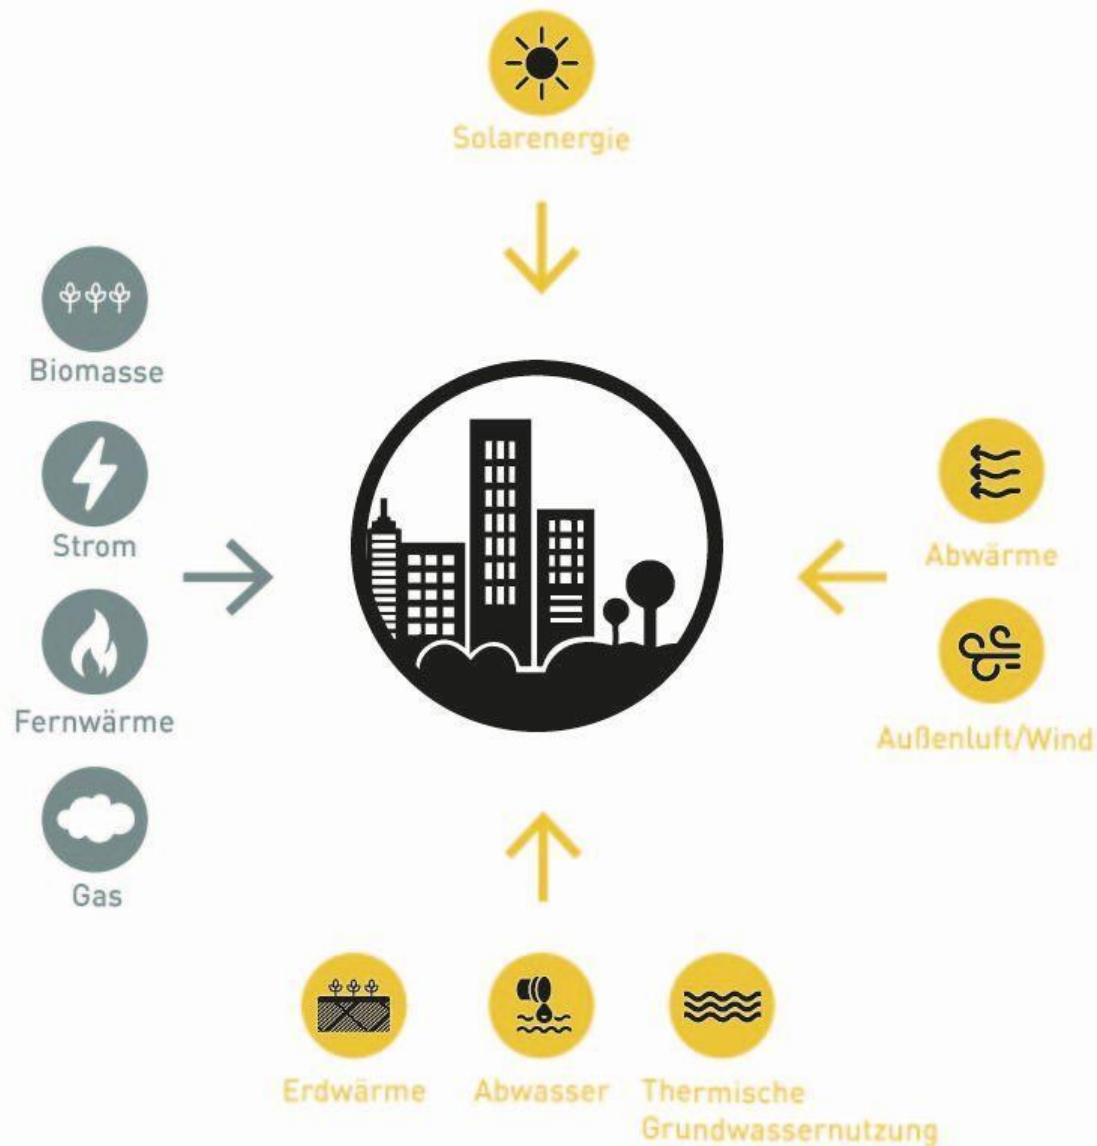 Solarenergie
Biomasse
Strom
Fernwärme
Gas
Abwärme
Außenluft/Wind
Erdwärme
Abwasser
Thermische
Grundwassernutzung